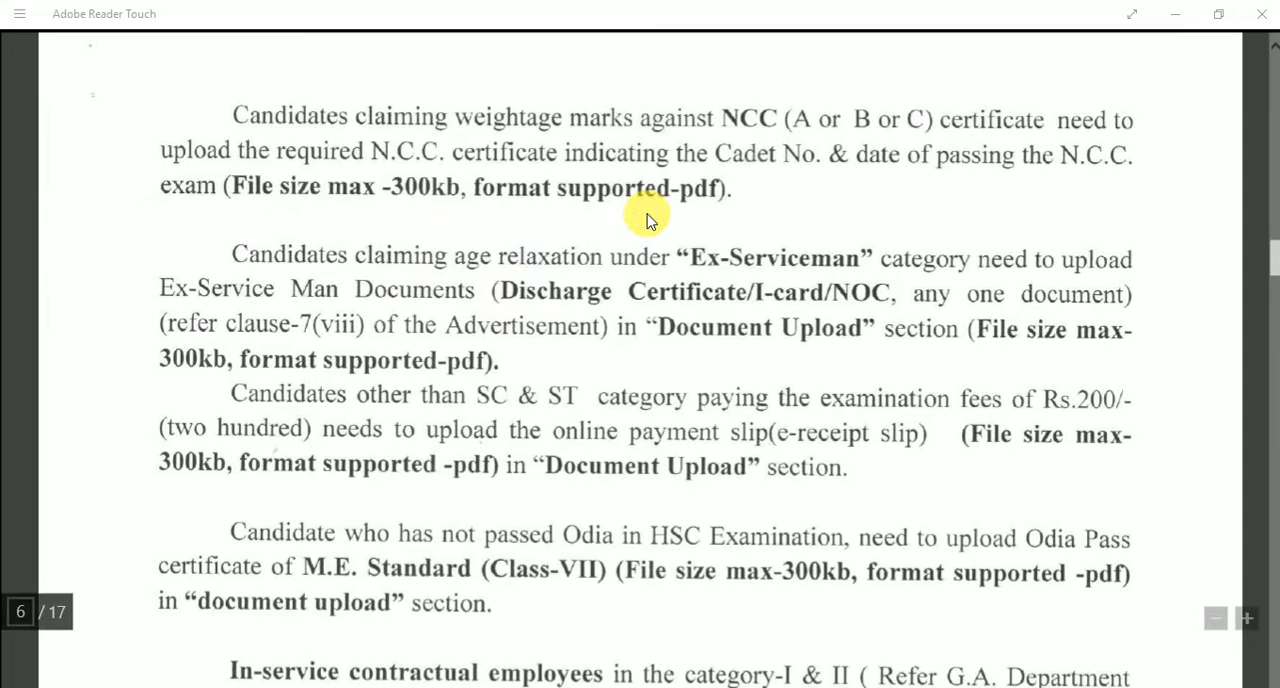 Adobe Reader Touch
Candidates claiming weightage marks against NCC (A or B or C) certificate need to
upload the required N.C.C. certificate indicating the Cadet No. & date of passing the N.C.C.
exam (File size max -300kb, format supported-pdf).
Candidates claiming age relaxation under “Ex-Serviceman” category need to upload
Ex-Service Man Documents (Discharge Certificate/I-card/NOC, any one document)
(refer clause-7(viii) of the Advertisement) in “Document Upload” section (File size max-
300kb, format supported-pdf).
Candidates other than SC & ST category paying the examination fees of Rs.200/-
(two hundred) needs to upload the online payment slip(e-receipt slip) (File size max-
300kb, format supported -pdf) in “Document Upload” section.
Candidate who has not passed Odia in HSC Examination, need to upload Odia Pass
certificate of M.E. Standard (Class-VII) (File size max-300kb, format supported -pdf)
in “document upload” section.
6 / 17
In-service contractual employees in the category-I & II ( Refer G.A. Department